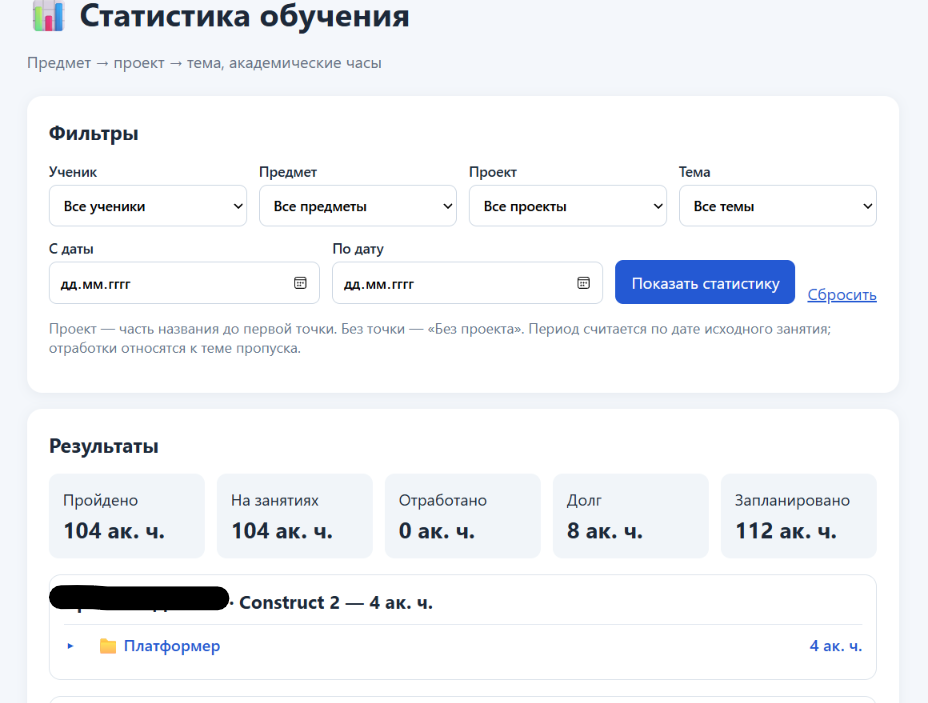 Статистика обучения
Предмет → проект → тема, академические часы
Фильтры
Ученик Предмет Проект Тема
Все ученики Все предметы Все проекты Все темы
С даты По дату
дд.мм.гггг дд.мм.гггг Показать статистику Сбросить
Проект — часть названия до первой точки. Без точки — «Без проекта». Период считается по дате исходного занятия;
отработки относятся к теме пропуска.
Результаты
Пройдено На занятиях Отработано Долг Запланировано
104 ак. ч. 104 ак. ч. 0 ак. ч. 8 ак. ч. 112 ак. ч.
· Construct 2 — 4 ак. ч.
Платформер 4 ак. ч.